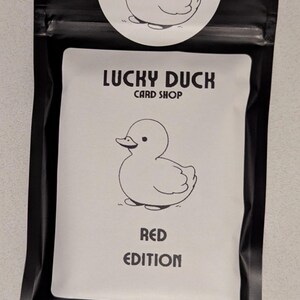 LUCKY DUCK
CARD SHOP
RED
EDITION